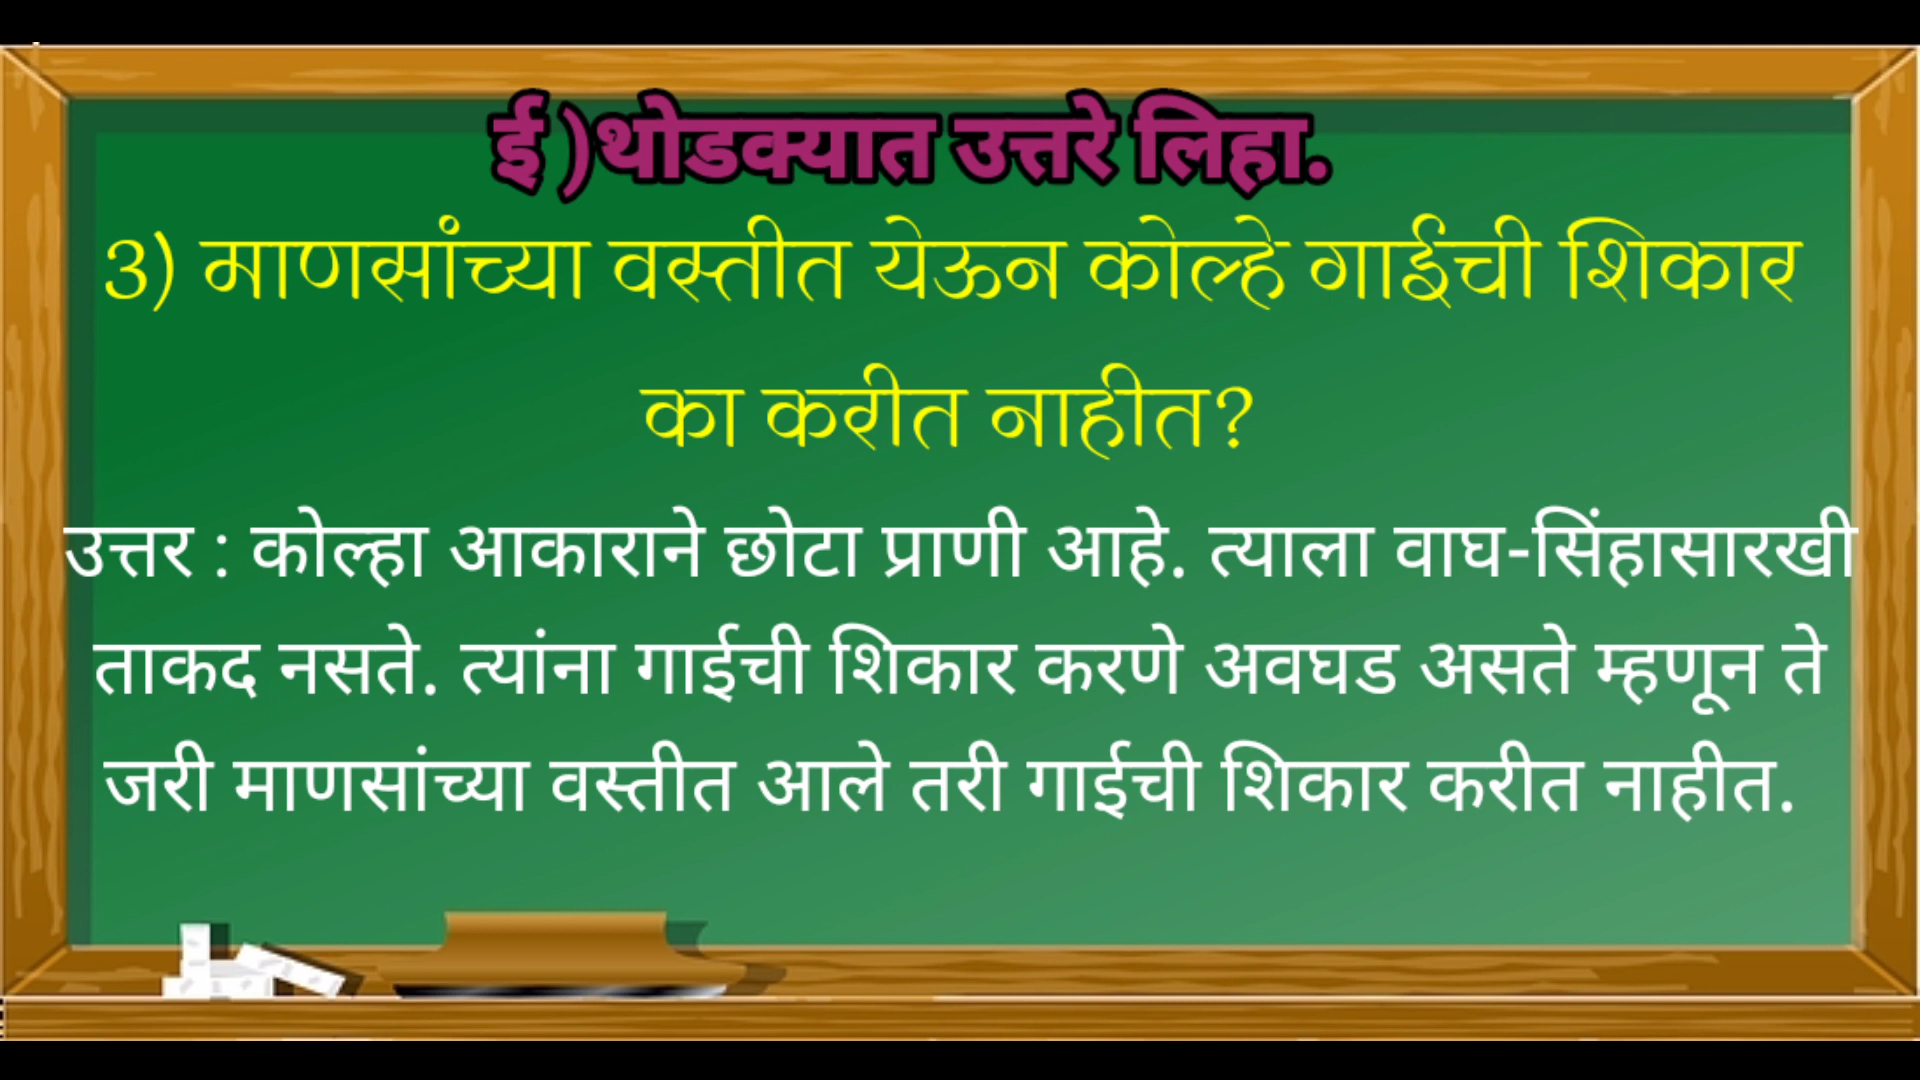 ई )थोडक्यात उत्तरे लिहा.
3) माणसांच्या वस्तीत येऊन कोल्हे गाईची शिकार
का करीत नाहीत?
उत्तर : कोल्हा आकाराने छोटा प्राणी आहे. त्याला वाघ-सिंहासारखी
ताकद नसते. त्यांना गाईची शिकार करणे अवघड असते म्हणून ते
जरी माणसांच्या वस्तीत आले तरी गाईची शिकार करीत नाहीत.